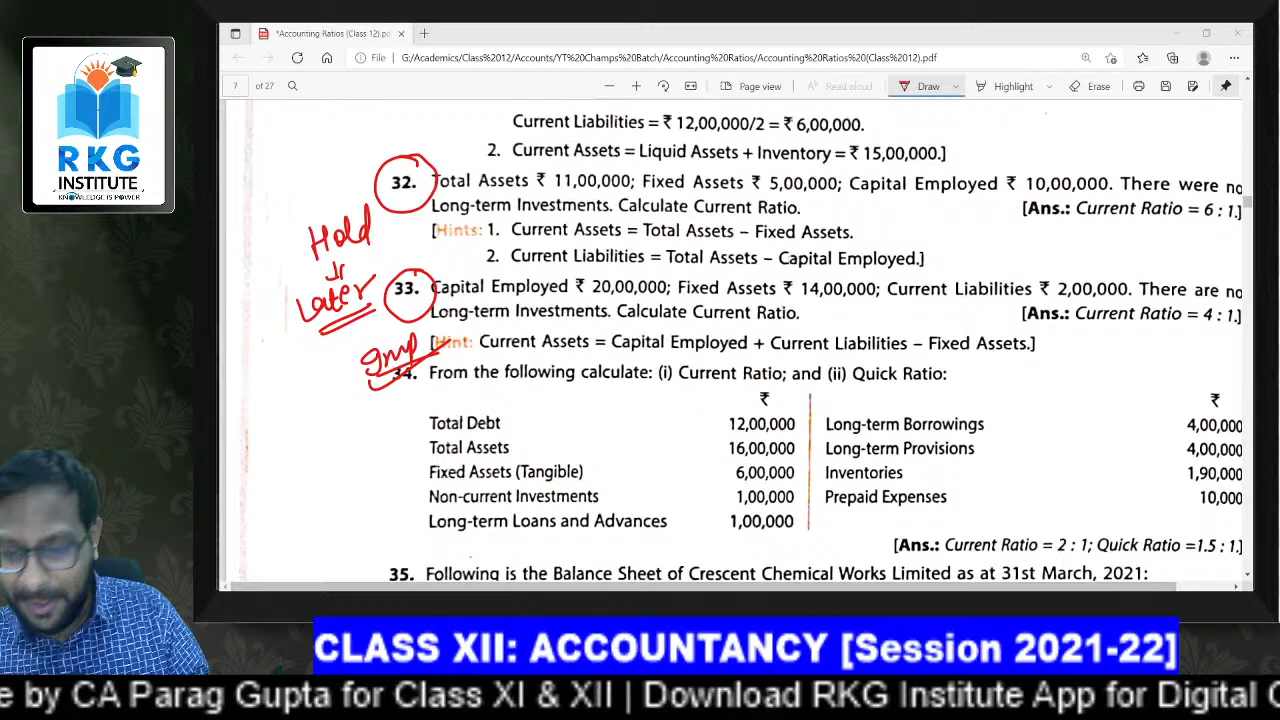 *Accounting Ratios (Class 12).pdf
File | G:/Academics/Class%2012/Accounts/YT%20Champs%20Batch/Accounting%20Ratios/Accounting%20Ratios%20(Class%2012).pdf
7 of 27 Page view Read aloud Draw Highlight Erase
RKG
INSTITUTE
KNOWLEDGE IS POWER
Current Liabilities = ₹ 12,00,000/2 = ₹ 6,00,000.
2. Current Assets = Liquid Assets + Inventory = ₹ 15,00,000.]
32. Total Assets ₹ 11,00,000; Fixed Assets ₹ 5,00,000; Capital Employed ₹ 10,00,000. There were no
Long-term Investments. Calculate Current Ratio. [Ans.: Current Ratio = 6 : 1.]
[Hints: 1. Current Assets = Total Assets – Fixed Assets.
2. Current Liabilities = Total Assets – Capital Employed.]
Hold
Later
33. Capital Employed ₹ 20,00,000; Fixed Assets ₹ 14,00,000; Current Liabilities ₹ 2,00,000. There are no
Long-term Investments. Calculate Current Ratio. [Ans.: Current Ratio = 4 : 1.]
[Hint: Current Assets = Capital Employed + Current Liabilities – Fixed Assets.]
Imp
34. From the following calculate: (i) Current Ratio; and (ii) Quick Ratio:
₹ ₹
Total Debt 12,00,000 Long-term Borrowings 4,00,000
Total Assets 16,00,000 Long-term Provisions 4,00,000
Fixed Assets (Tangible) 6,00,000 Inventories 1,90,000
Non-current Investments 1,00,000 Prepaid Expenses 10,000
Long-term Loans and Advances 1,00,000
[Ans.: Current Ratio = 2 : 1; Quick Ratio =1.5 : 1.]
35. Following is the Balance Sheet of Crescent Chemical Works Limited as at 31st March, 2021:
CLASS XII: ACCOUNTANCY [Session 2021-22]
e by CA Parag Gupta for Class XI & XII | Download RKG Institute App for Digital C